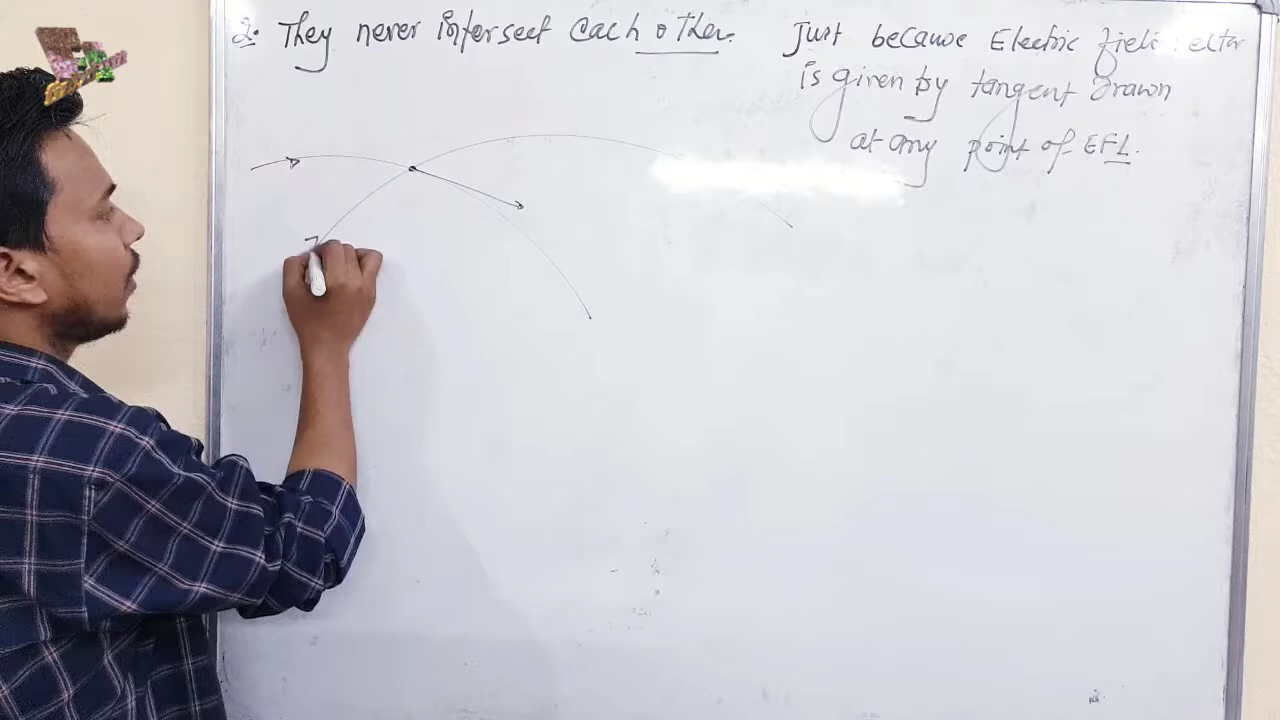 2. They never intersect each other.
Just because Electric field
is given by tangent drawn
at any point of EFL.